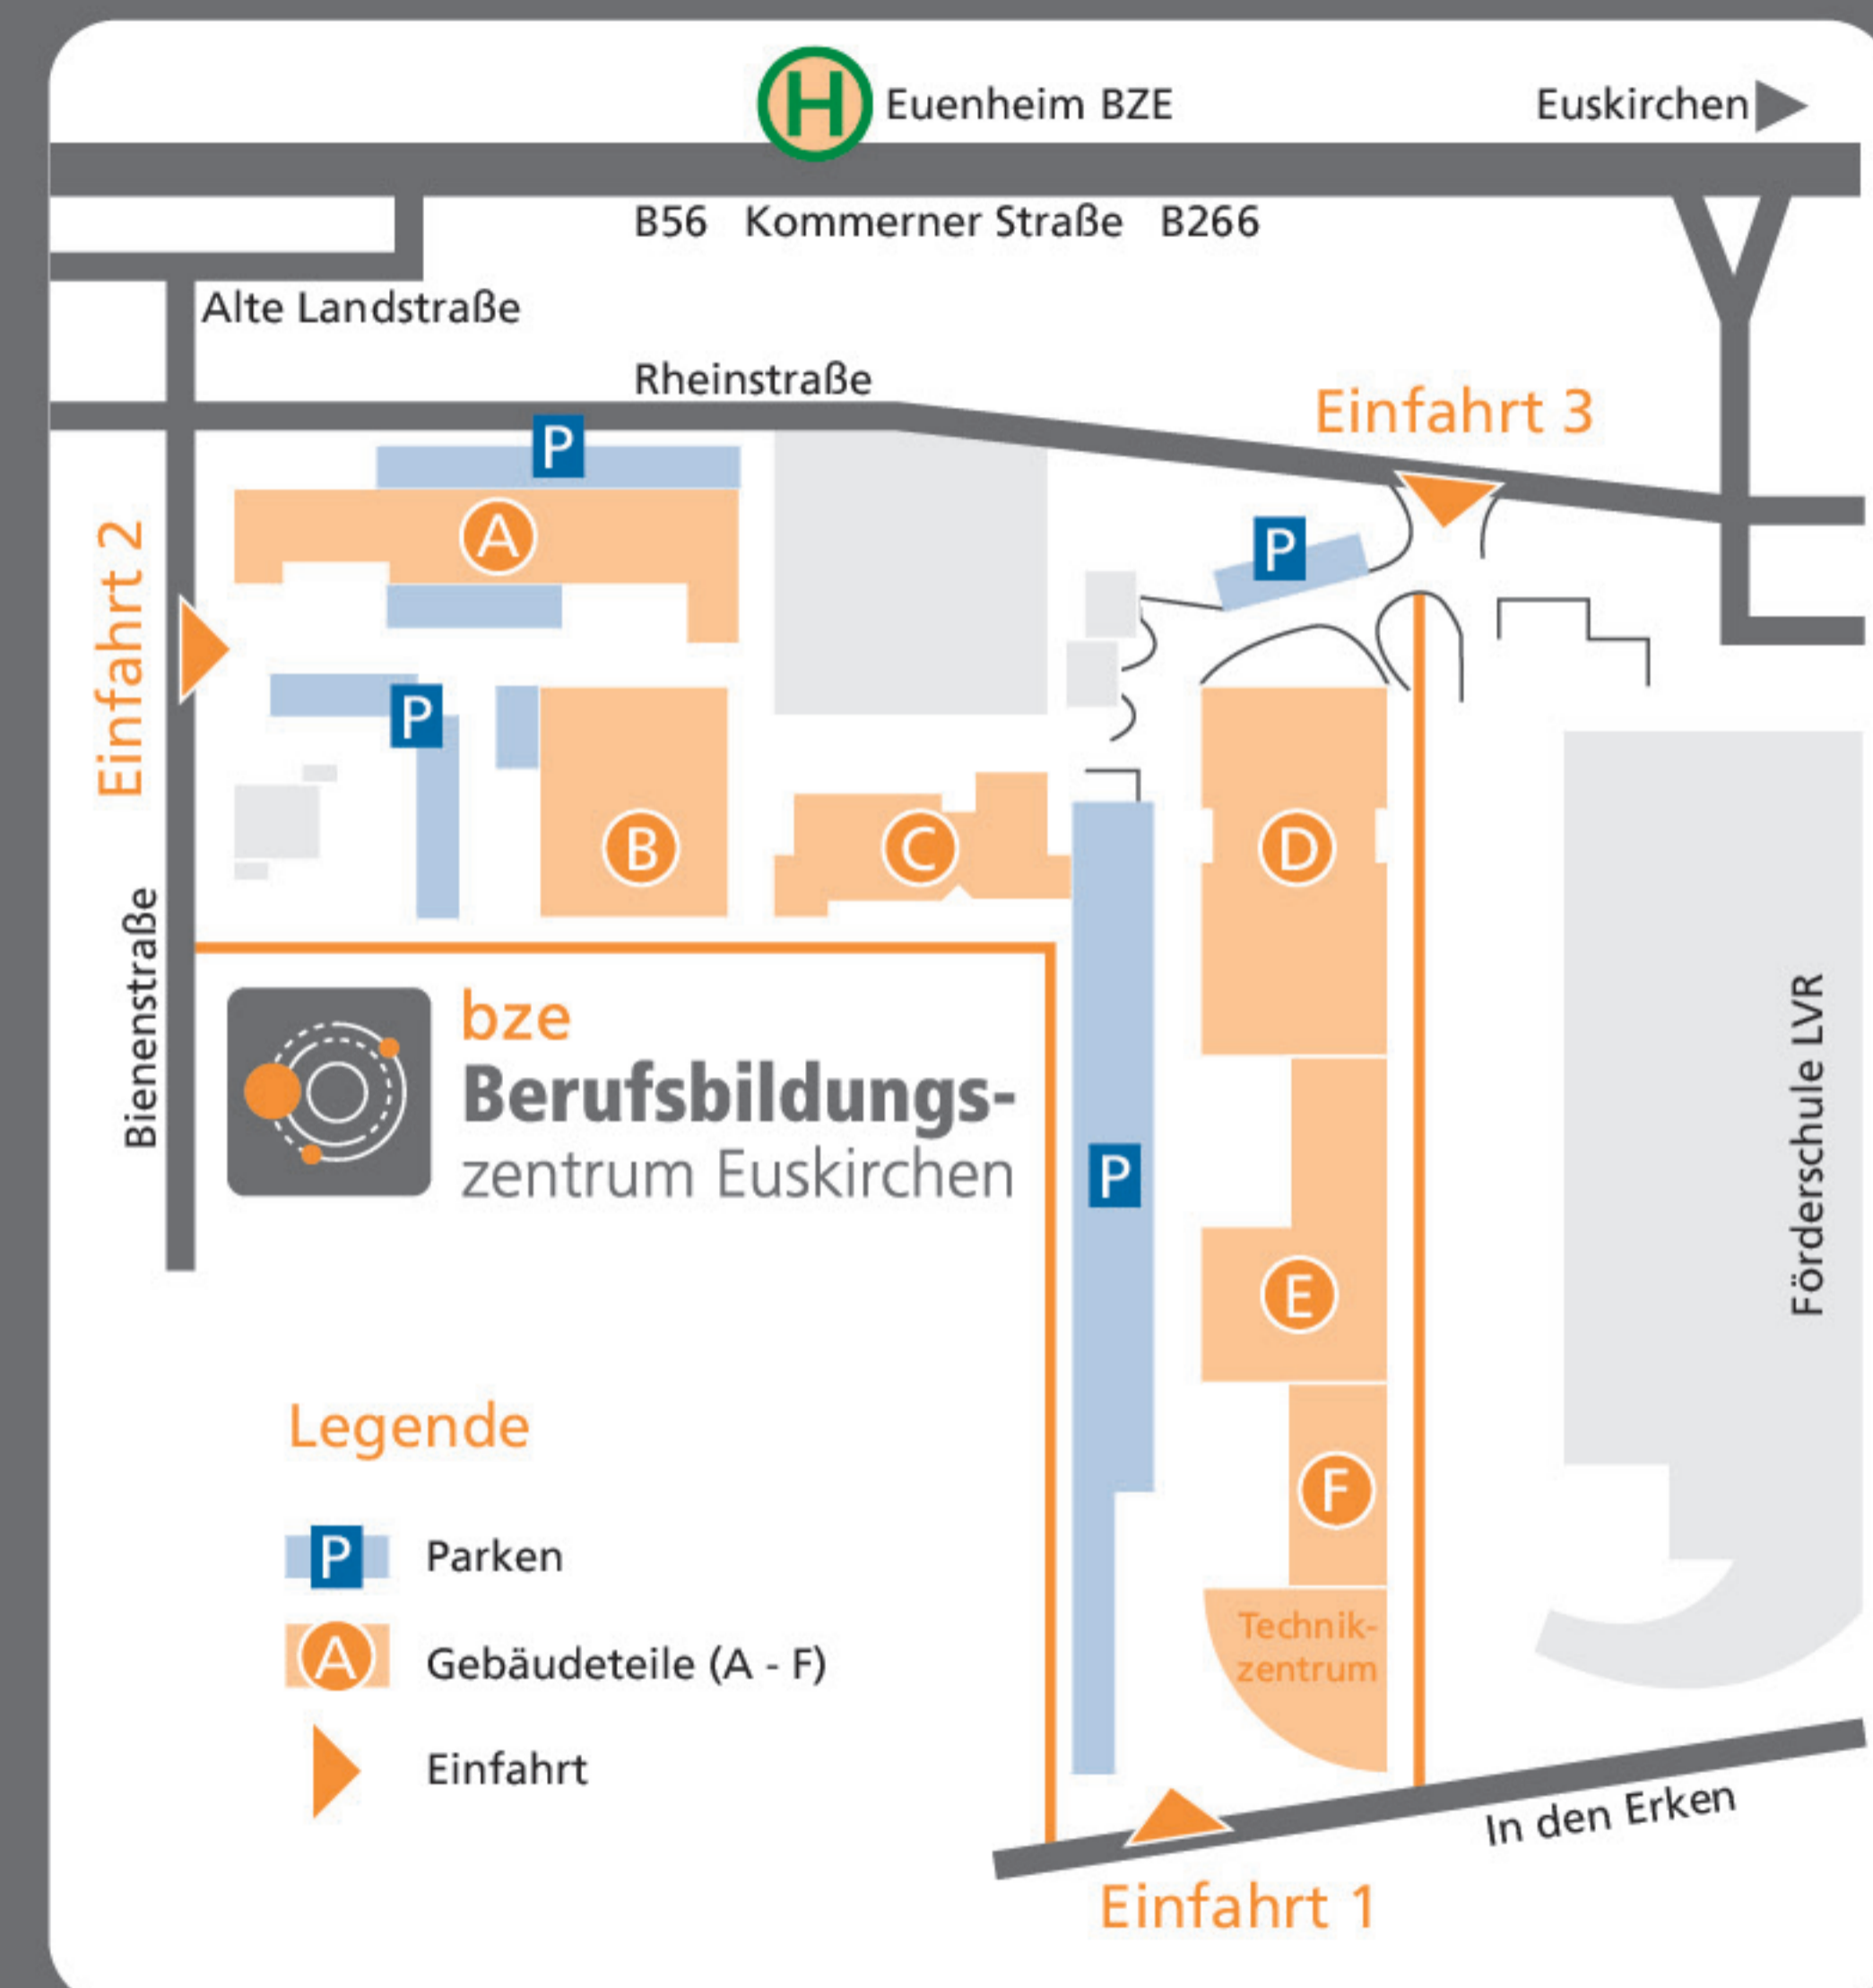 H Euenheim BZE
Euskirchen
B56 Kommerner Straße B266
Alte Landstraße
Rheinstraße
Einfahrt 3
P
A
P
Einfahrt 2
P
B
C
D
Bienenstraße
bze
Berufsbildungs-
zentrum Euskirchen
P
E
Förderschule LVR
F
Technik-
zentrum
Legende
P Parken
A Gebäudeteile (A - F)
Einfahrt
In den Erken
Einfahrt 1